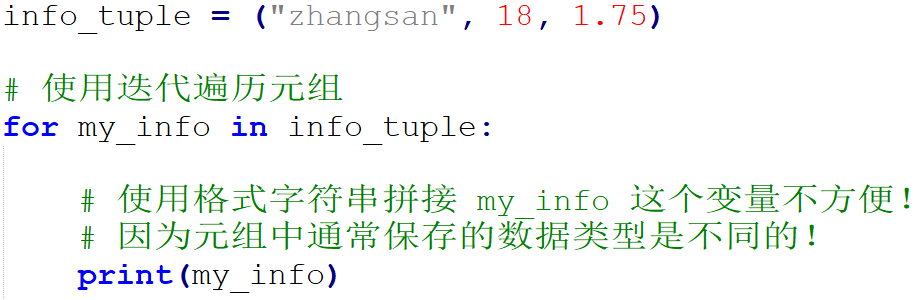 info_tuple = ("zhangsan", 18, 1.75)
# 使用迭代遍历元组
for my_info in info_tuple:
# 使用格式字符串拼接 my_info 这个变量不方便！
# 因为元组中通常保存的数据类型是不同的！
print(my_info)